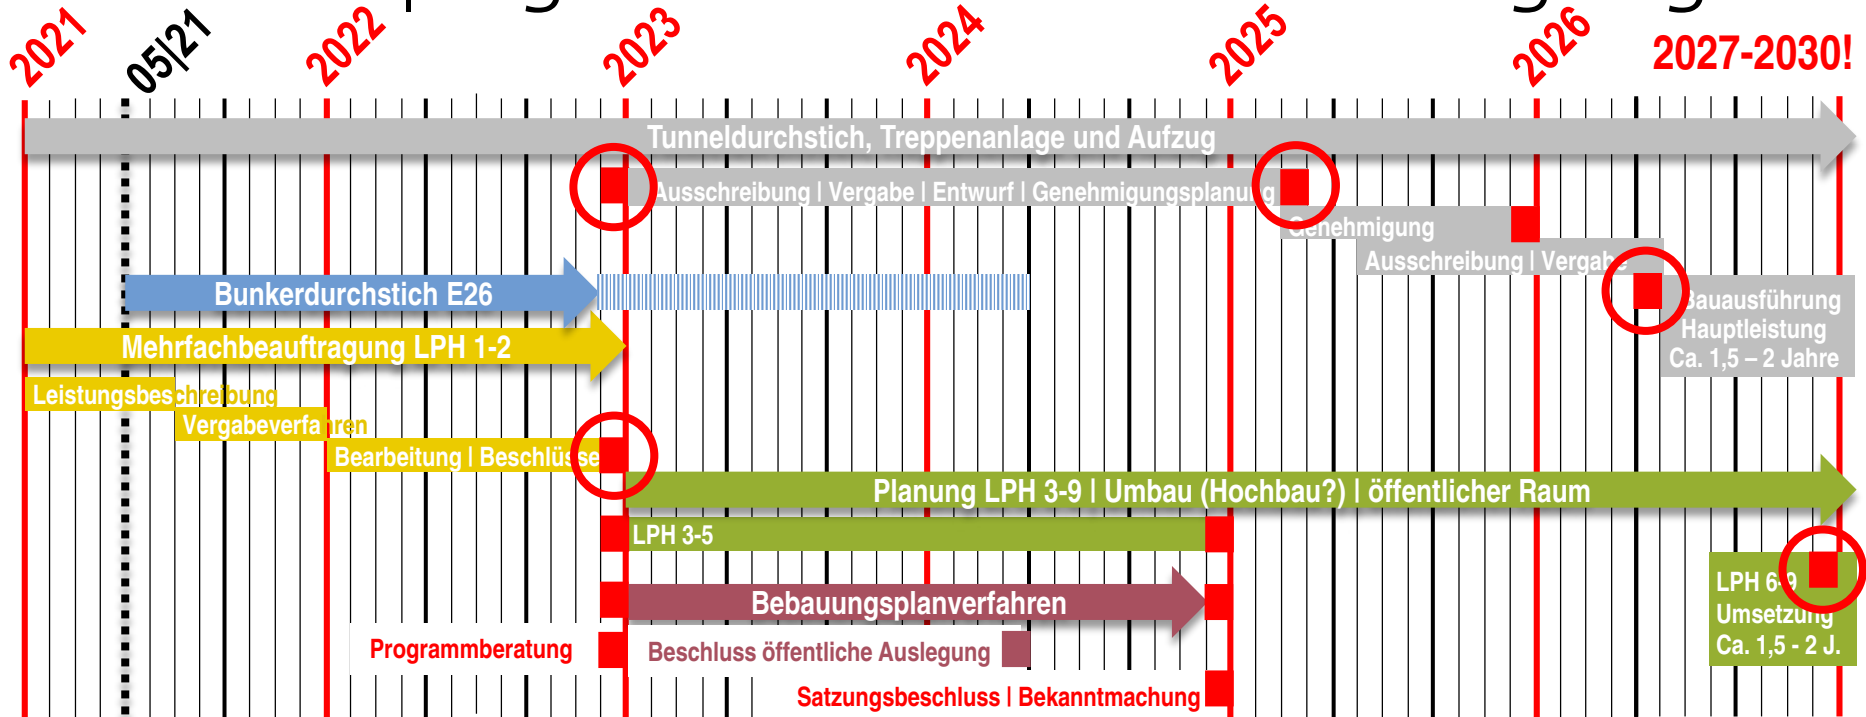 2021
05|21
2022
2023
2024
2025
2026
2027-2030!
Tunneldurchstich, Treppenanlage und Aufzug
Ausschreibung | Vergabe | Entwurf | Genehmigungsplanung
Genehmigung
Ausschreibung | Vergabe
Bauausführung
Hauptleistung
Ca. 1,5 – 2 Jahre
Bunkerdurchstich E26
Mehrfachbeauftragung LPH 1-2
Leistungsbeschreibung
Vergabeverfahren
Bearbeitung | Beschlüsse
Planung LPH 3-9 | Umbau (Hochbau?) | öffentlicher Raum
LPH 3-5
LPH 6-9
Umsetzung
Ca. 1,5 - 2 J.
Bebauungsplanverfahren
Programmberatung
Beschluss öffentliche Auslegung
Satzungsbeschluss | Bekanntmachung